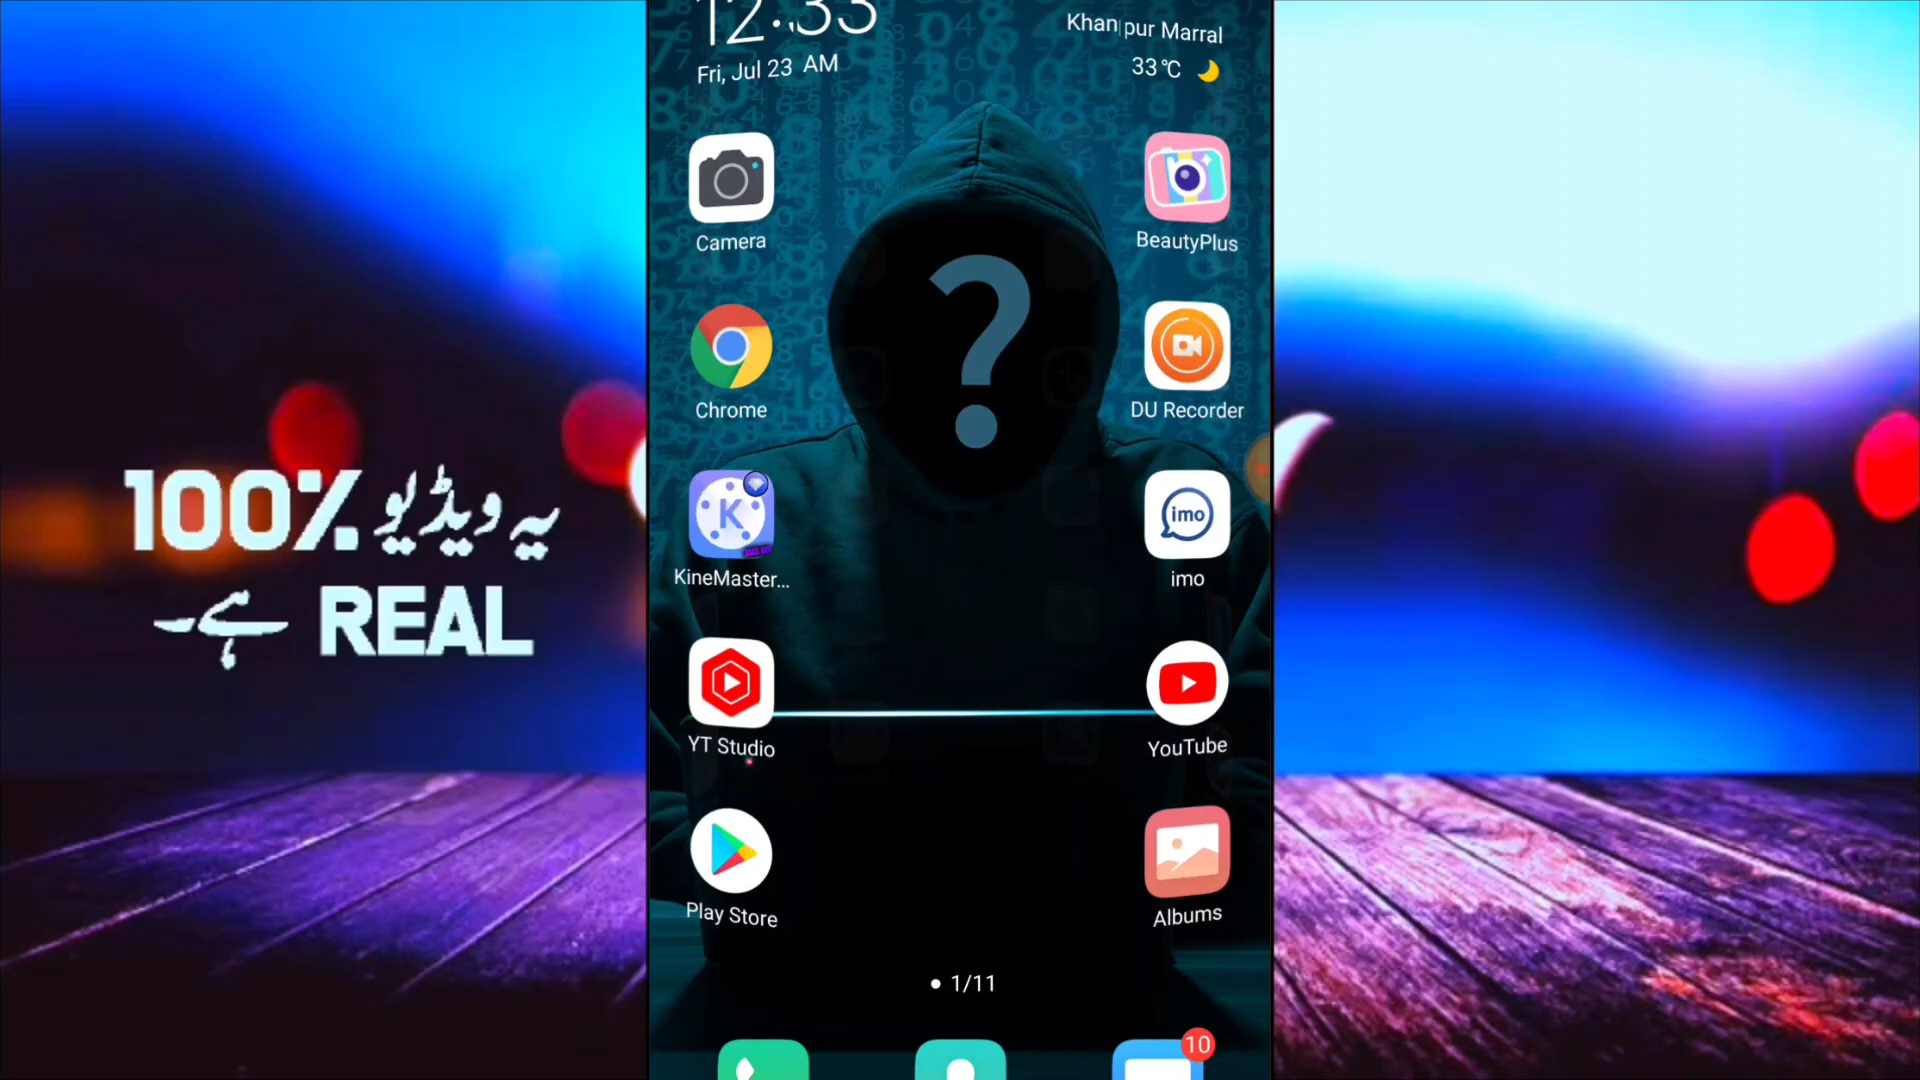 یہ ویڈیو 100%
REAL ہے۔
12:33
Fri, Jul 23 AM
Khanpur Marral
33°C
Camera
BeautyPlus
Chrome
DU Recorder
K
KineMaster...
imo
imo
YT Studio
YouTube
Play Store
Albums
1/11
10